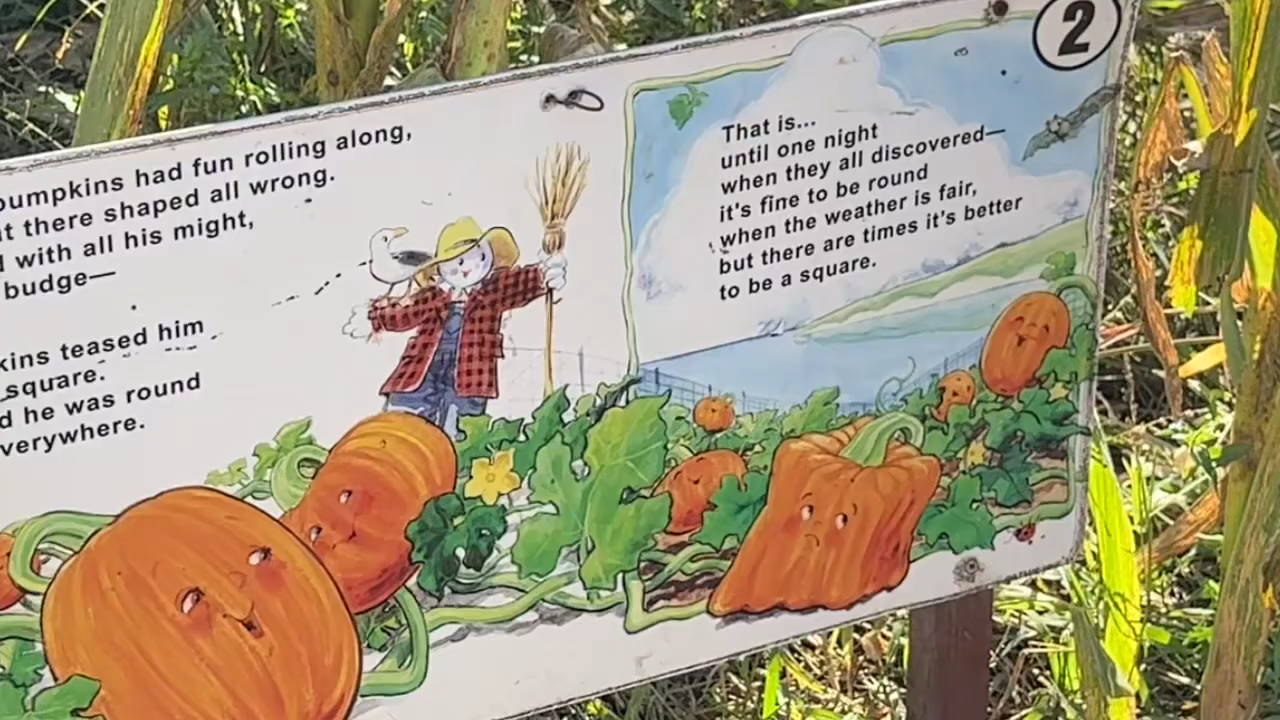 pumpkins had fun rolling along,
t there shaped all wrong.
with all his might,
budge—
kins teased him
square.
d he was round
verywhere.
2
That is...
until one night
when they all discovered—
it's fine to be round
when the weather is fair,
but there are times it's better
to be a square.